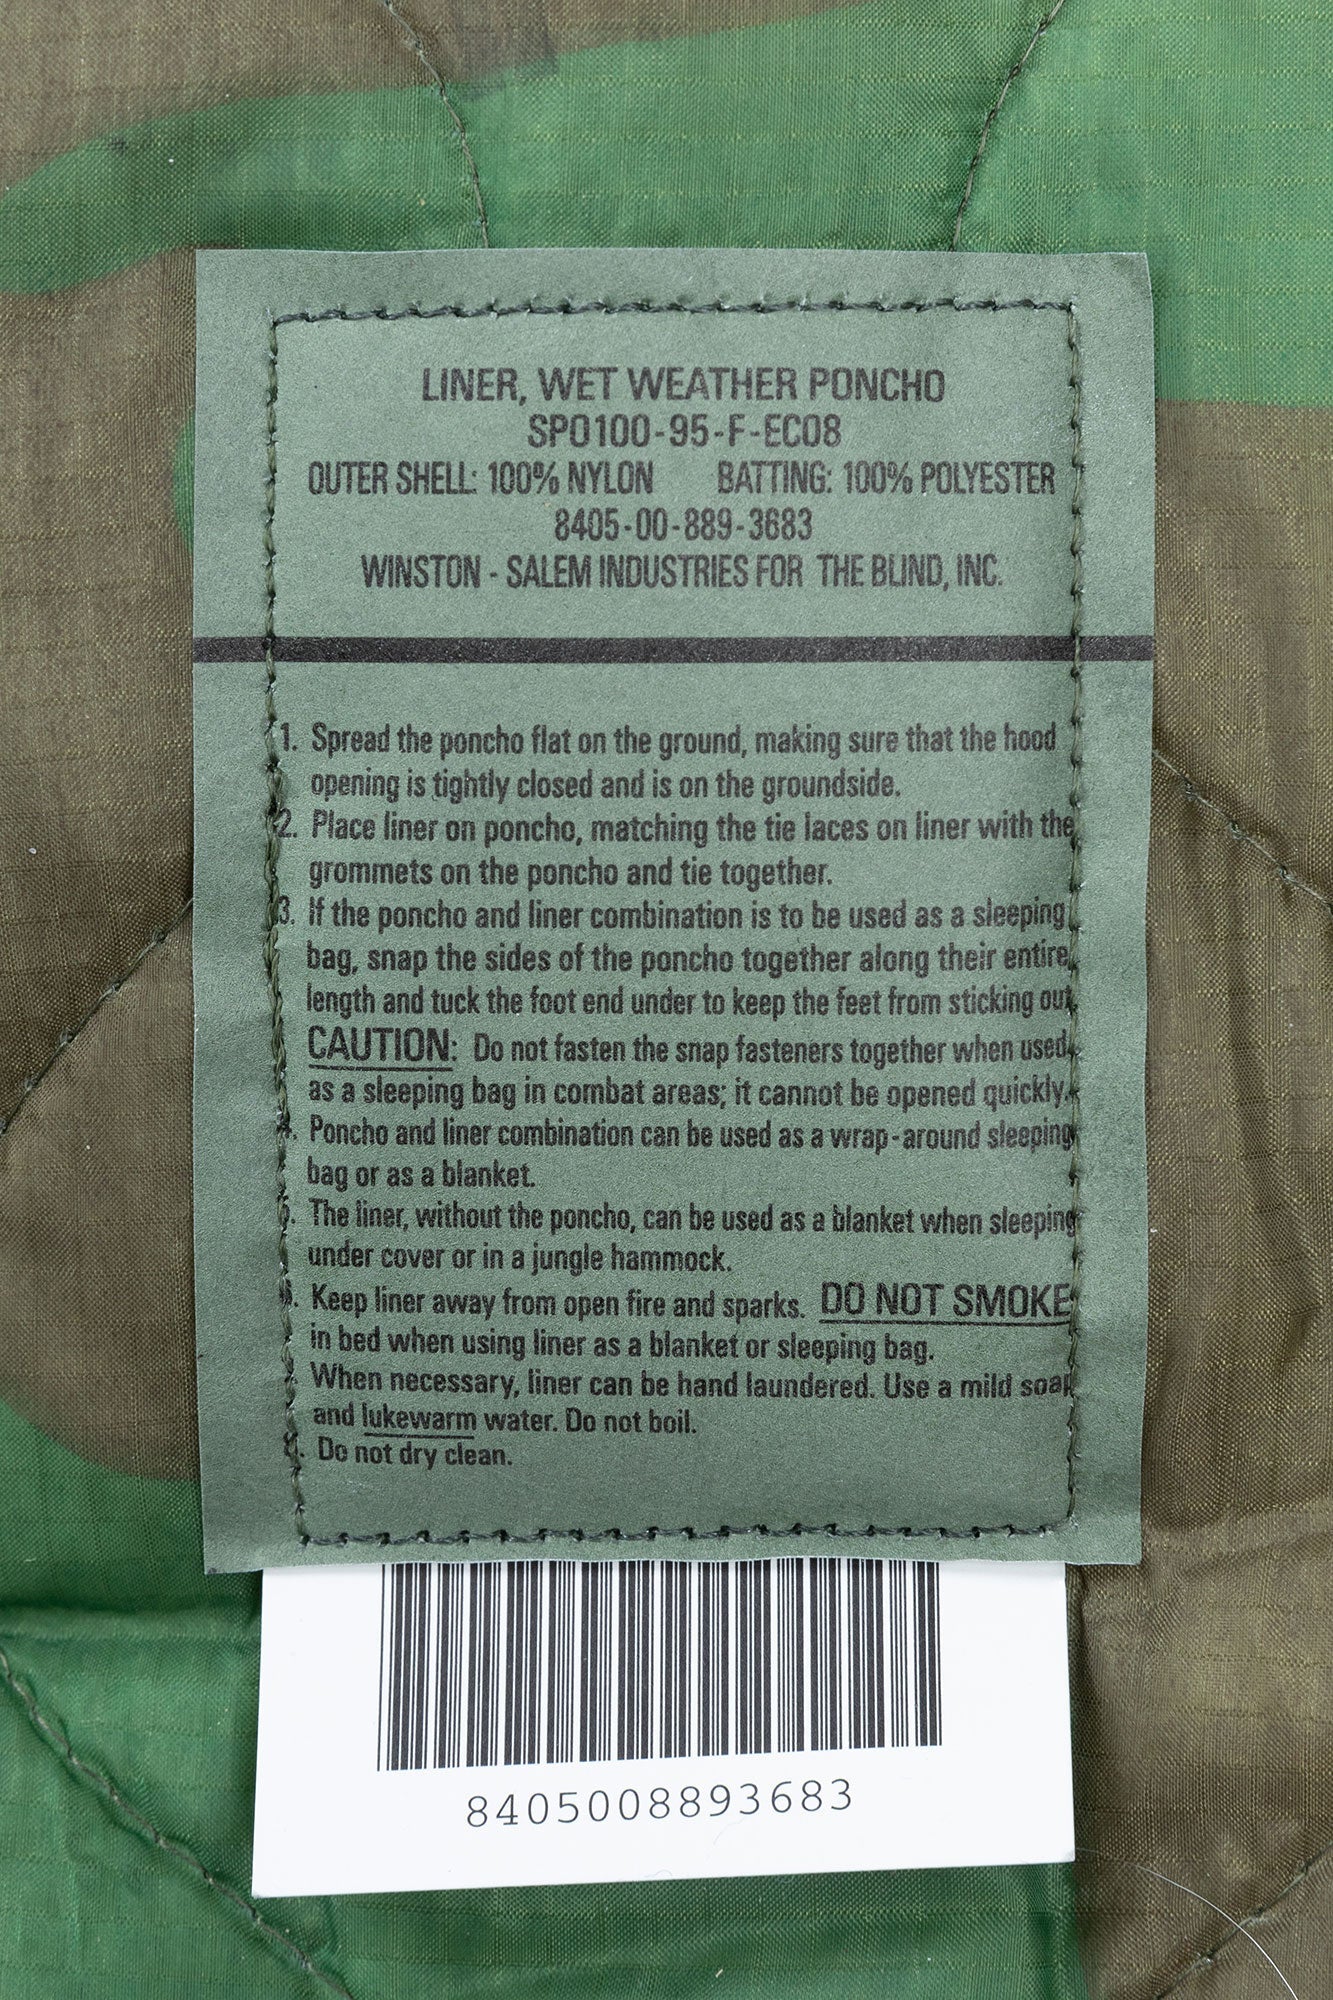 LINER, WET WEATHER PONCHO
SP0100-95-F-EC08
OUTER SHELL: 100% NYLON BATTING: 100% POLYESTER
8405-00-889-3683
WINSTON - SALEM INDUSTRIES FOR THE BLIND, INC.
1. Spread the poncho flat on the ground, making sure that the hood
opening is tightly closed and is on the groundside.
2. Place liner on poncho, matching the tie laces on liner with the
grommets on the poncho and tie together.
3. If the poncho and liner combination is to be used as a sleeping
bag, snap the sides of the poncho together along their entire
length and tuck the foot end under to keep the feet from sticking out
CAUTION: Do not fasten the snap fasteners together when used
as a sleeping bag in combat areas; it cannot be opened quickly.
4. Poncho and liner combination can be used as a wrap-around sleeping
bag or as a blanket.
The liner, without the poncho, can be used as a blanket when sleeping
under cover or in a jungle hammock.
Keep liner away from open fire and sparks. DO NOT SMOKE
in bed when using liner as a blanket or sleeping bag.
When necessary, liner can be hand laundered. Use a mild soap
and lukewarm water. Do not boil.
Do not dry clean.
8405008893683